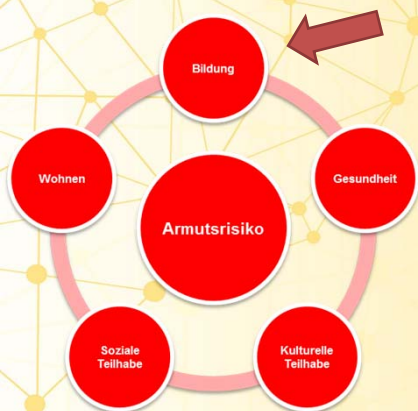 Bildung
Wohnen
Gesundheit
Armutsrisiko
Soziale
Teilhabe
Kulturelle
Teilhabe